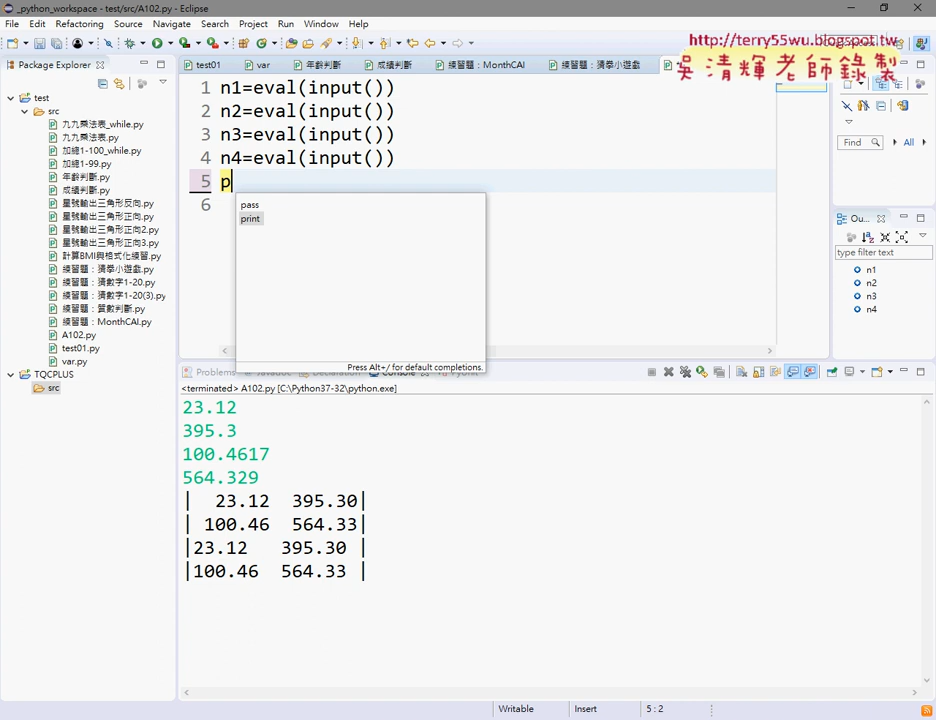 _python_workspace - test/src/A102.py - Eclipse
File Edit Refactoring Source Navigate Search Project Run Window Help
http://terry55wu.blogspot.tw
吳清輝老師錄製
Package Explorer
test01 var 年齡判斷 成績判斷 練習題：MonthCAI 練習題：猜拳小遊戲
test
src
九九乘法表_while.py
九九乘法表.py
加總1-100_while.py
加總1-99.py
年齡判斷.py
成績判斷.py
星號輸出三角形反向.py
星號輸出三角形正向.py
星號輸出三角形正向2.py
星號輸出三角形正向3.py
計算BMI與格式化練習.py
練習題：猜拳小遊戲.py
練習題：猜數字1-20.py
練習題：猜數字1-20(3).py
練習題：質數判斷.py
練習題：MonthCAI.py
A102.py
test01.py
var.py
TQCPLUS
src
1 n1=eval(input())
2 n2=eval(input())
3 n3=eval(input())
4 n4=eval(input())
5 p
6
pass
print
Press Alt+/ for default completions.
Find All
Ou...
type filter text
n1
n2
n3
n4
Problems
<terminated> A102.py [C:\Python37-32\python.exe]
23.12
395.3
100.4617
564.329
|   23.12  395.30|
|  100.46  564.33|
|23.12   395.30 |
|100.46  564.33 |
Writable Insert 5 : 2